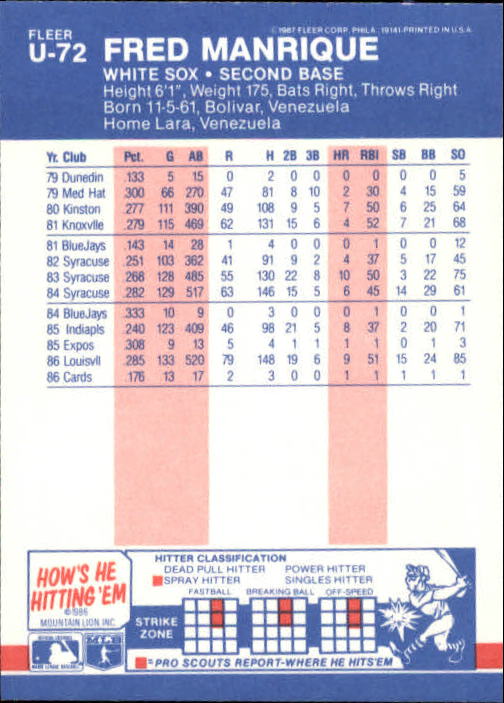 FLEER
U-72
FRED MANRIQUE
©1987 FLEER CORP., PHILA. 19141-PRINTED IN U.S.A.
WHITE SOX • SECOND BASE
Height 6'1", Weight 175, Bats Right, Throws Right
Born 11-5-61, Bolivar, Venezuela
Home Lara, Venezuela
Yr. Club Pct. G AB R H 2B 3B HR RBI SB BB SO
79 Dunedin .133 5 15 0 2 0 0 0 0 0 0 5
79 Med Hat .300 66 270 47 81 8 10 2 30 4 15 59
80 Kinston .277 111 390 49 108 9 5 7 50 6 25 64
81 Knoxvlle .279 115 469 62 131 15 6 4 52 7 21 68
81 BlueJays .143 14 28 1 4 0 0 0 1 0 0 12
82 Syracuse .251 103 362 41 91 9 2 4 37 5 17 45
83 Syracuse .268 128 485 55 130 22 8 10 50 3 22 75
84 Syracuse .282 129 517 63 146 15 5 6 45 14 29 61
84 BlueJays .333 10 9 0 3 0 0 0 1 0 0 1
85 Indiapls .240 123 409 46 98 21 5 8 37 2 20 71
85 Expos .308 9 13 5 4 1 1 1 1 0 1 3
86 Louisvll .285 133 520 79 148 19 6 9 51 15 24 85
86 Cards .176 13 17 2 3 0 0 1 1 1 1 1
HOW'S HE
HITTING 'EM
©1986
MOUNTAIN LION INC.
HITTER CLASSIFICATION
DEAD PULL HITTER POWER HITTER
SPRAY HITTER SINGLES HITTER
FASTBALL BREAKING BALL OFF-SPEED
STRIKE
ZONE
= PRO SCOUTS REPORT-WHERE HE HITS'EM
MLB